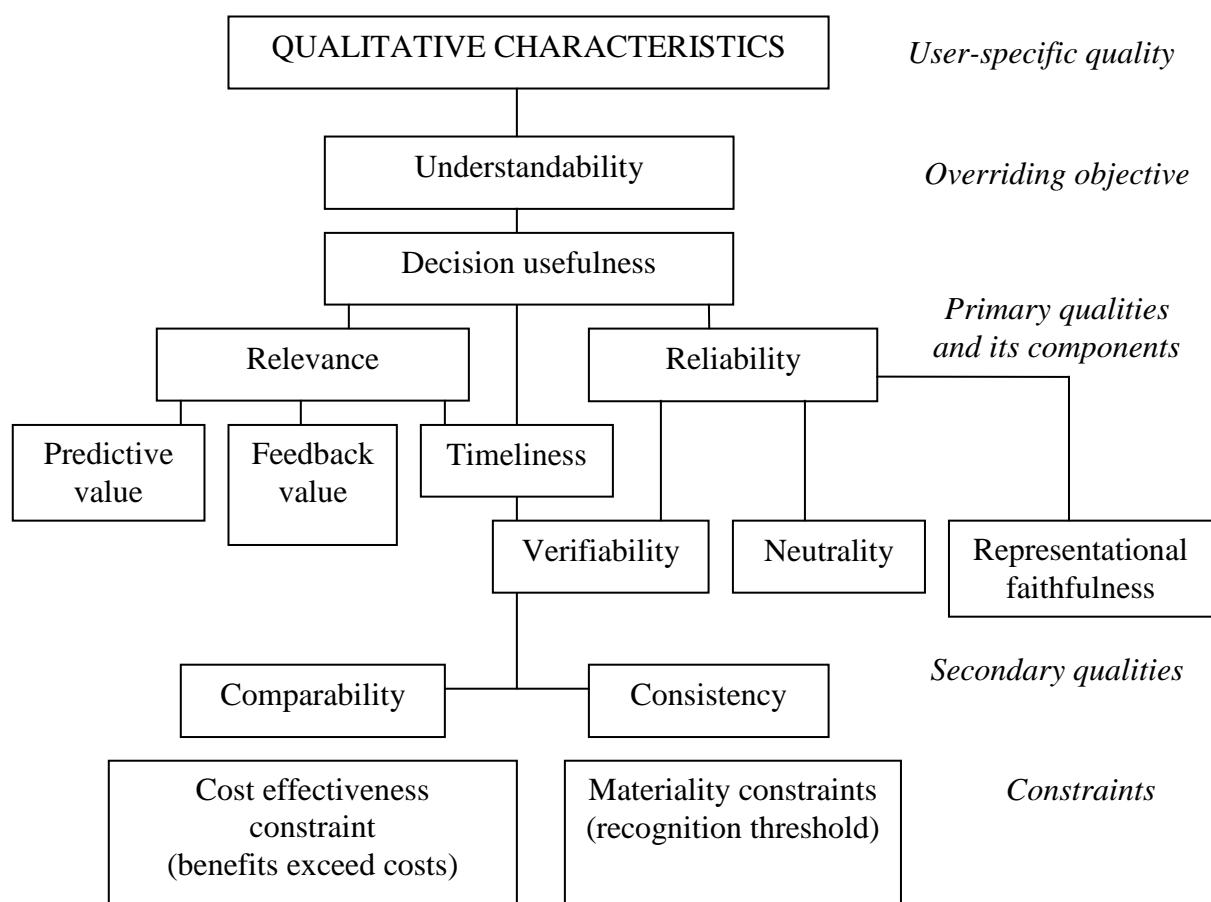 QUALITATIVE CHARACTERISTICS
User-specific quality
Understandability
Overriding objective
Decision usefulness
Primary qualities
and its components
Relevance
Reliability
Predictive
value
Feedback
value
Timeliness
Verifiability
Neutrality
Representational
faithfulness
Secondary qualities
Comparability
Consistency
Cost effectiveness
constraint
(benefits exceed costs)
Materiality constraints
(recognition threshold)
Constraints